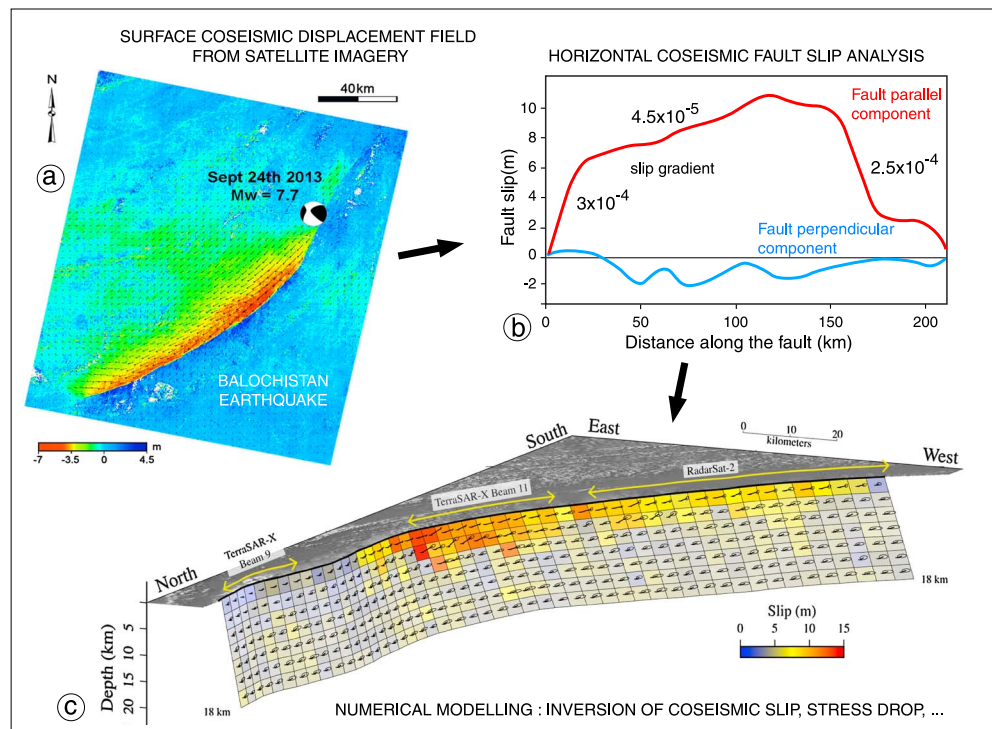 SURFACE COSEISMIC DISPLACEMENT FIELD
FROM SATELLITE IMAGERY
N
40km
a
Sept 24th 2013
Mw = 7.7
BALOCHISTAN
EARTHQUAKE
m
-7 -3.5 0 4.5
HORIZONTAL COSEISMIC FAULT SLIP ANALYSIS
Fault slip(m)
10
8
6
4
2
0
-2
4.5x10-5
Fault parallel
component
slip gradient
2.5x10-4
3x10-4
Fault perpendicular
component
b
0 50 100 150 200
Distance along the fault (km)
South East
0 10 20
kilometers
West
RadarSat-2
TerraSAR-X Beam 11
TerraSAR-X
Beam 9
North
18 km
Depth (km)
5
10
15
20
18 km
Slip (m)
0 5 10 15
c
NUMERICAL MODELLING : INVERSION OF COSEISMIC SLIP, STRESS DROP, ...